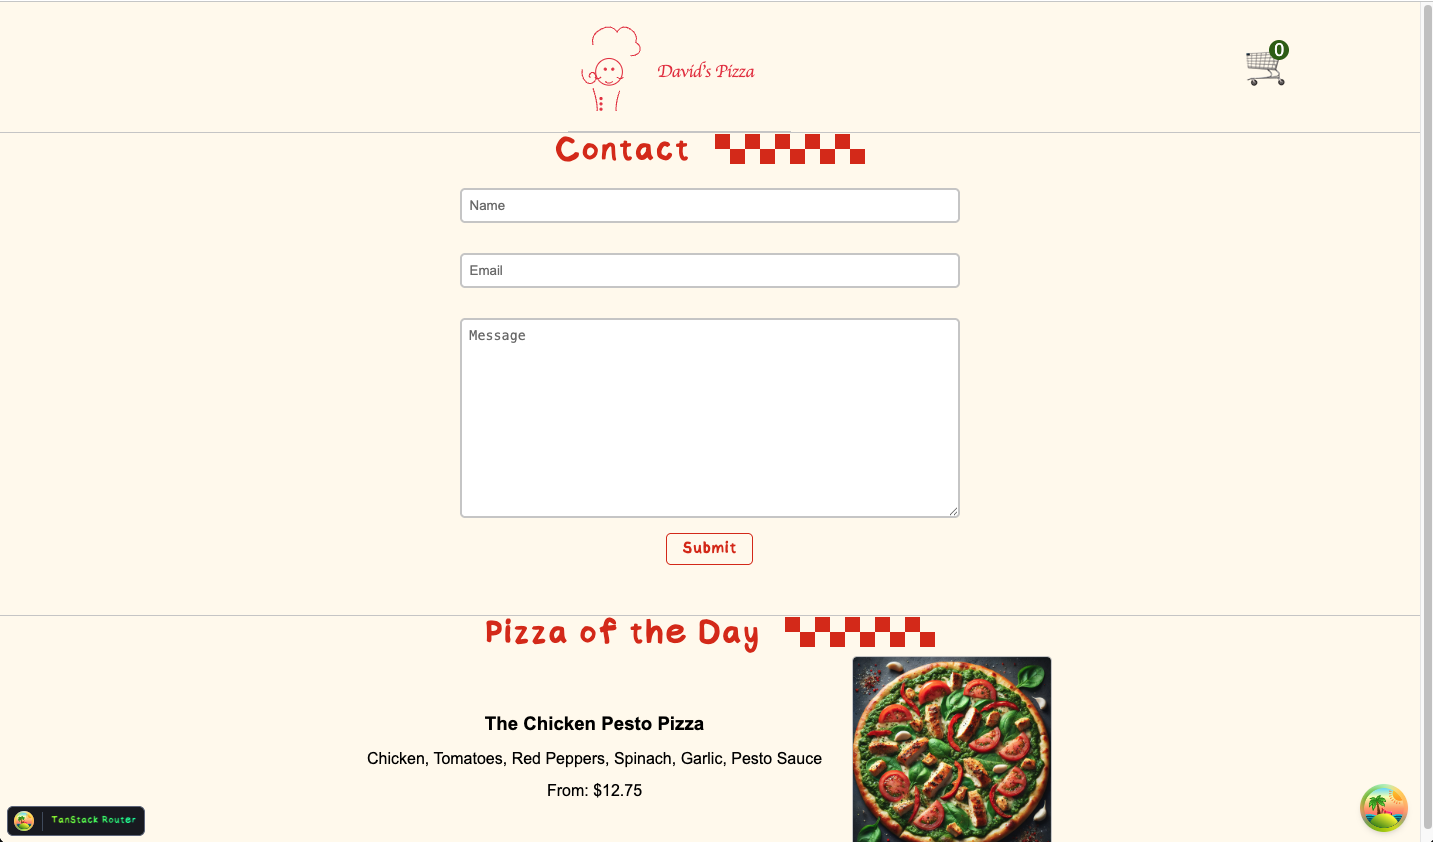 David's Pizza
0
Contact
Name
Email
Message
Submit
Pizza of the Day
The Chicken Pesto Pizza
Chicken, Tomatoes, Red Peppers, Spinach, Garlic, Pesto Sauce
From: $12.75
TanStack Router